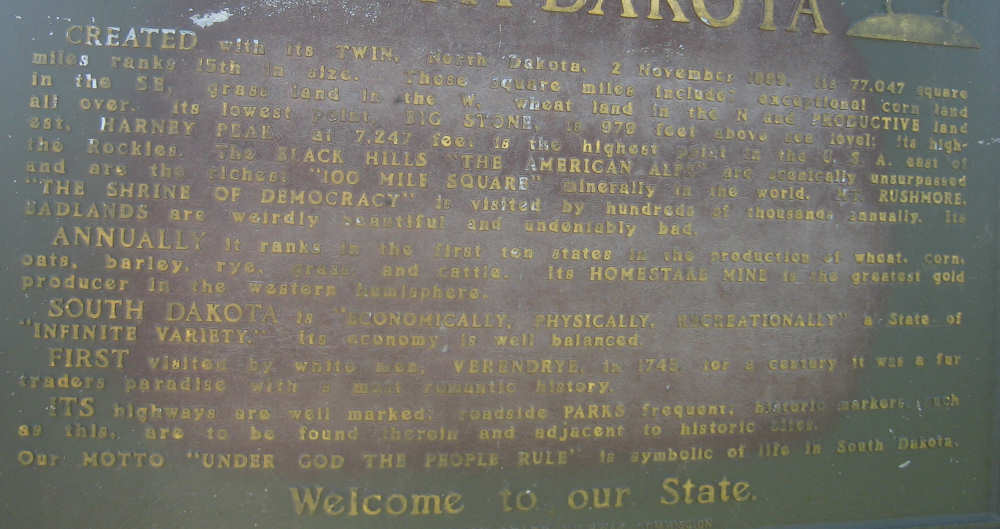 DAKOTA
CREATED with its TWIN, North Dakota, 2 November 1889, its 77,047 square
miles ranks 15th in size. Those square miles include: exceptional corn land
in the SE, grass land in the W, wheat land in the N and PRODUCTIVE land
all over. Its lowest point, BIG STONE, is 979 feet above sea level; its high-
est, HARNEY PEAK, at 7,247 feet is the highest point in the U. S. A. east of
the Rockies. The BLACK HILLS "THE AMERICAN ALPS" are scenically unsurpassed
and are the richest "100 MILE SQUARE" minerally in the world. MT. RUSHMORE,
"THE SHRINE OF DEMOCRACY" is visited by hundreds of thousands annually. Its
BADLANDS are weirdly beautiful and undeniably bad.
ANNUALLY it ranks in the first ten states in the production of wheat, corn,
oats, barley, rye, grass and cattle. Its HOMESTAKE MINE is the greatest gold
producer in the western hemisphere.
SOUTH DAKOTA is "ECONOMICALLY, PHYSICALLY, RECREATIONALLY" a State of
"INFINITE VARIETY." Its economy is well balanced.
FIRST visited by white men, VERENDRYE, in 1743, for a century it was a fur
traders paradise with a most romantic history.
ITS highways are well marked; roadside PARKS frequent, historic markers, such
as this, are to be found therein and adjacent to historic sites.
Our MOTTO "UNDER GOD THE PEOPLE RULE" is symbolic of life in South Dakota.
Welcome to our State.
COMMISSION